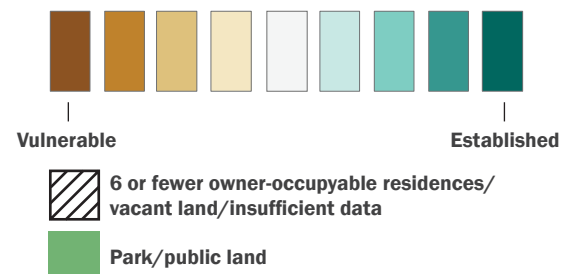 Vulnerable Established
6 or fewer owner-occupyable residences/
vacant land/insufficient data
Park/public land